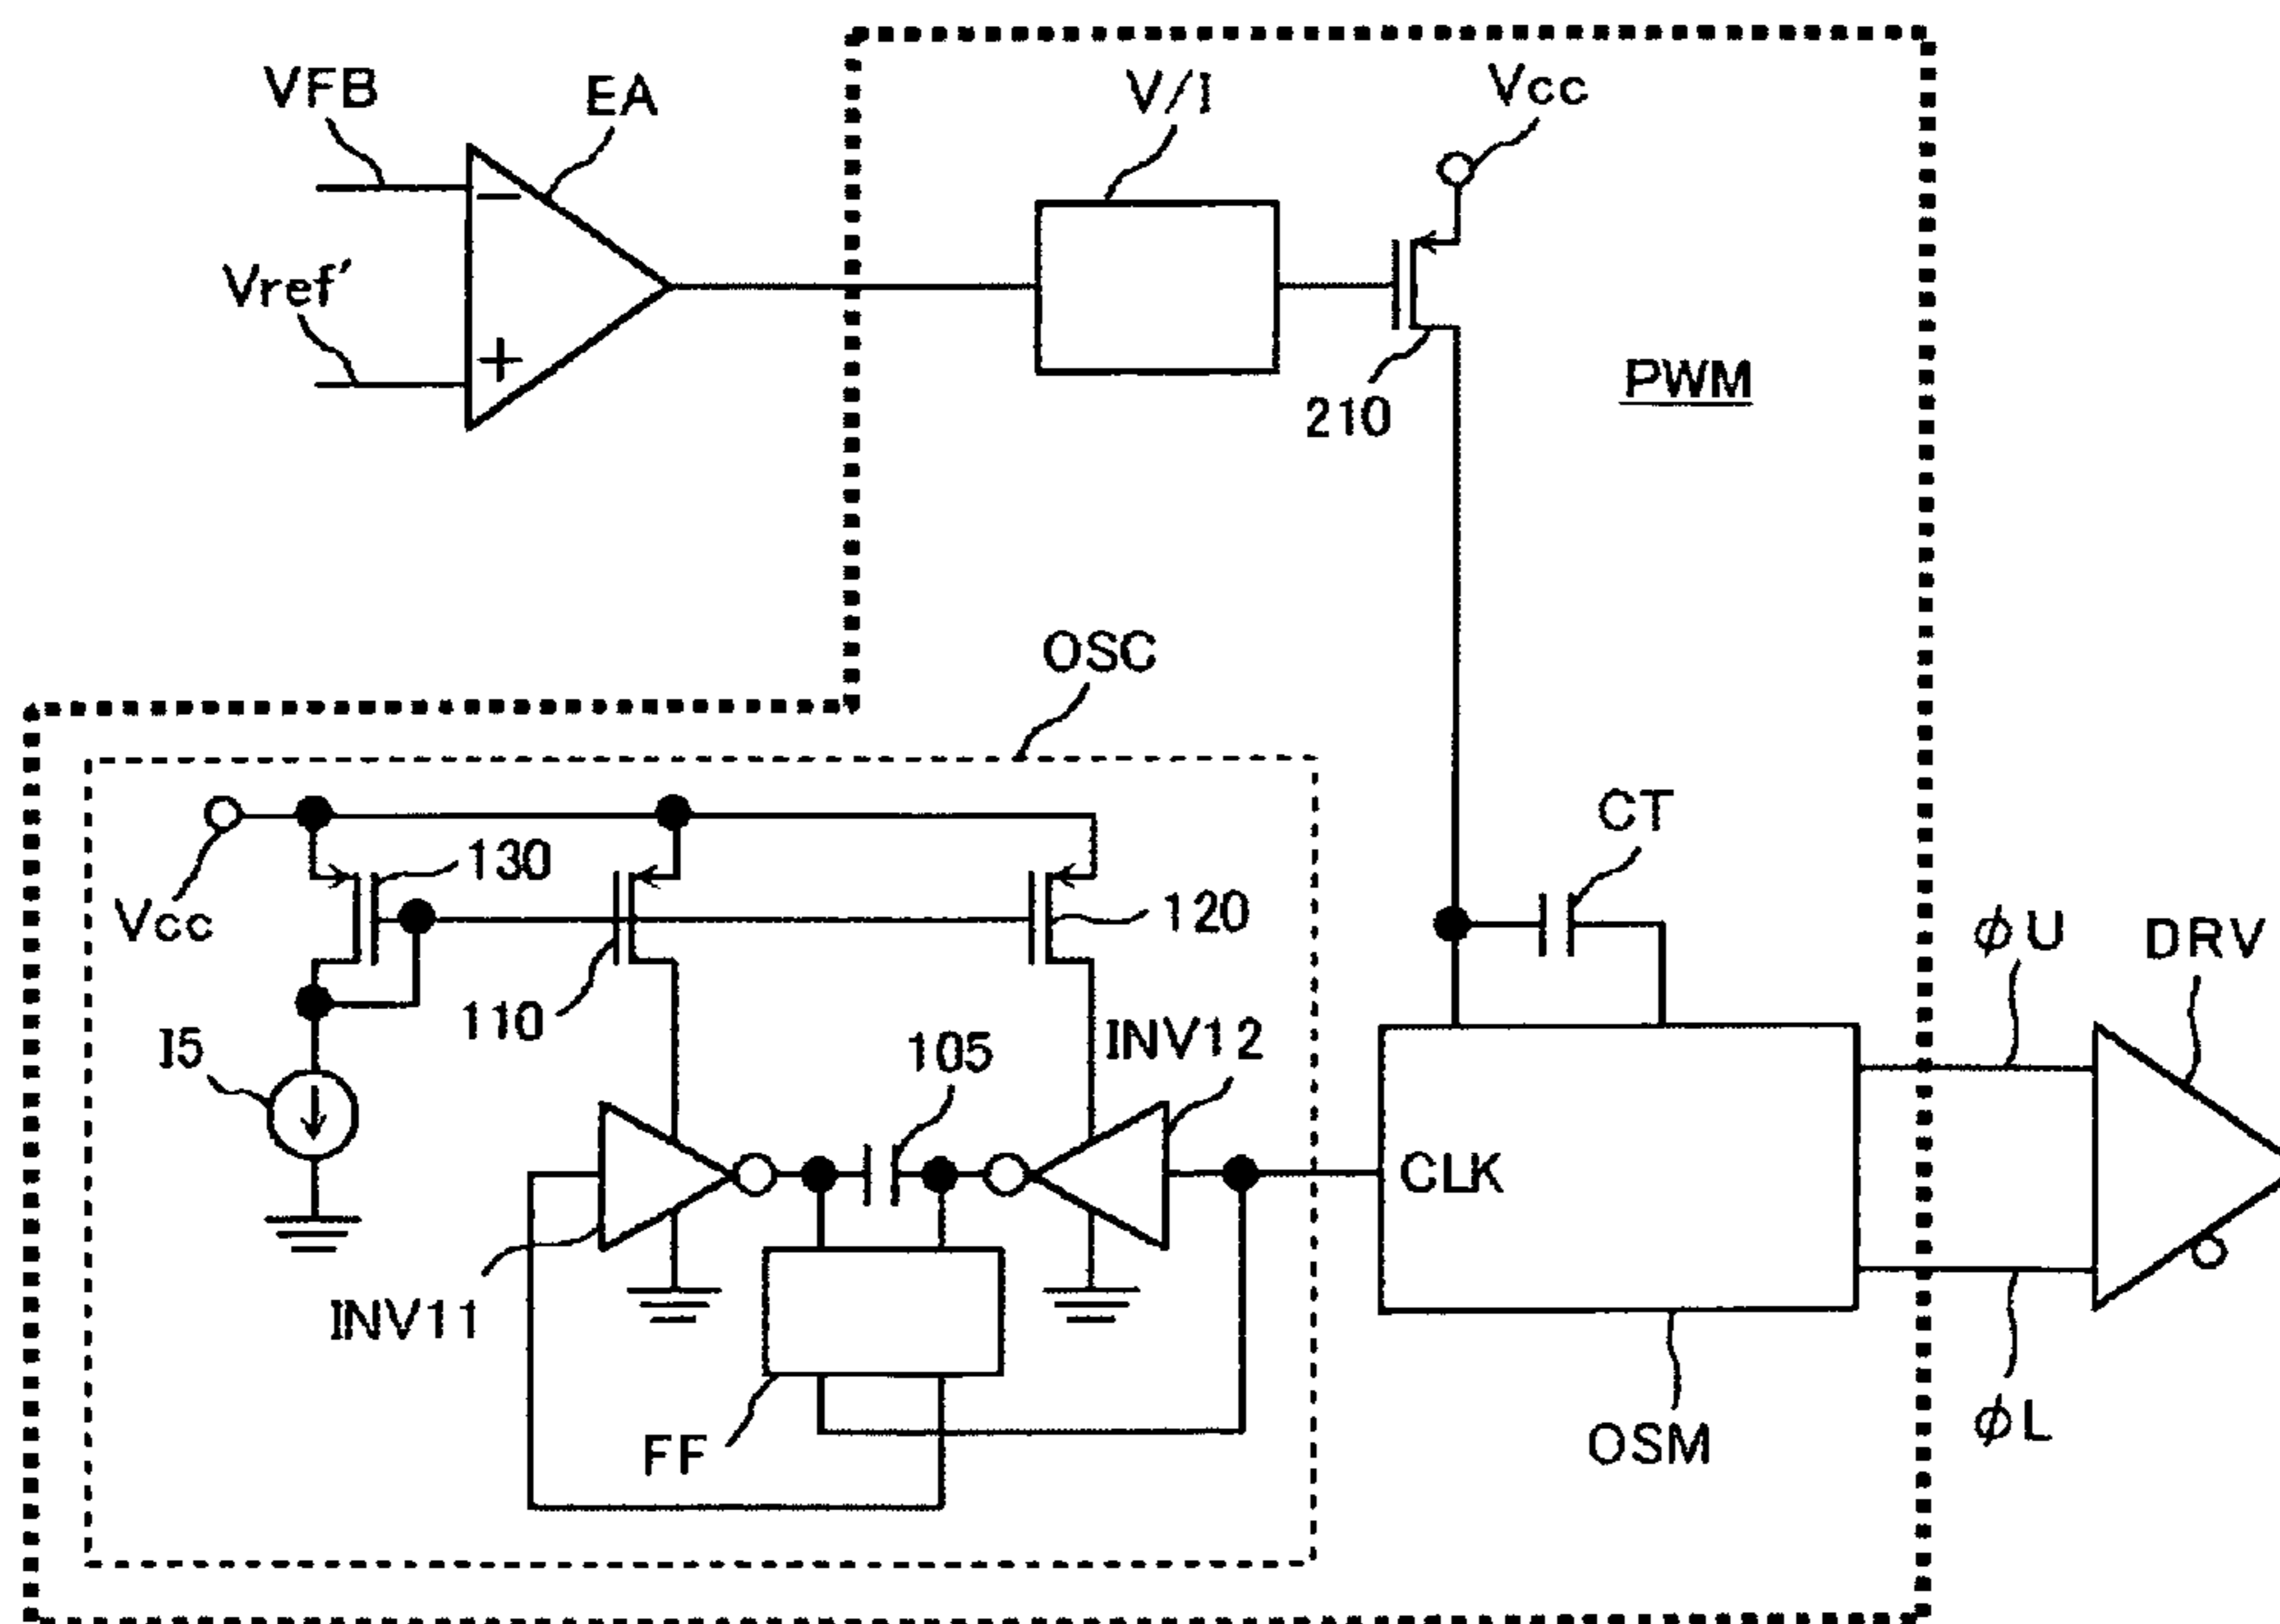 VFB
EA
V/I
Vcc
Vref'
−
+
210
PWM
OSC
CT
130
Vcc
120
110
φU
DRV
I5
105
INV12
CLK
INV11
FF
OSM
φL